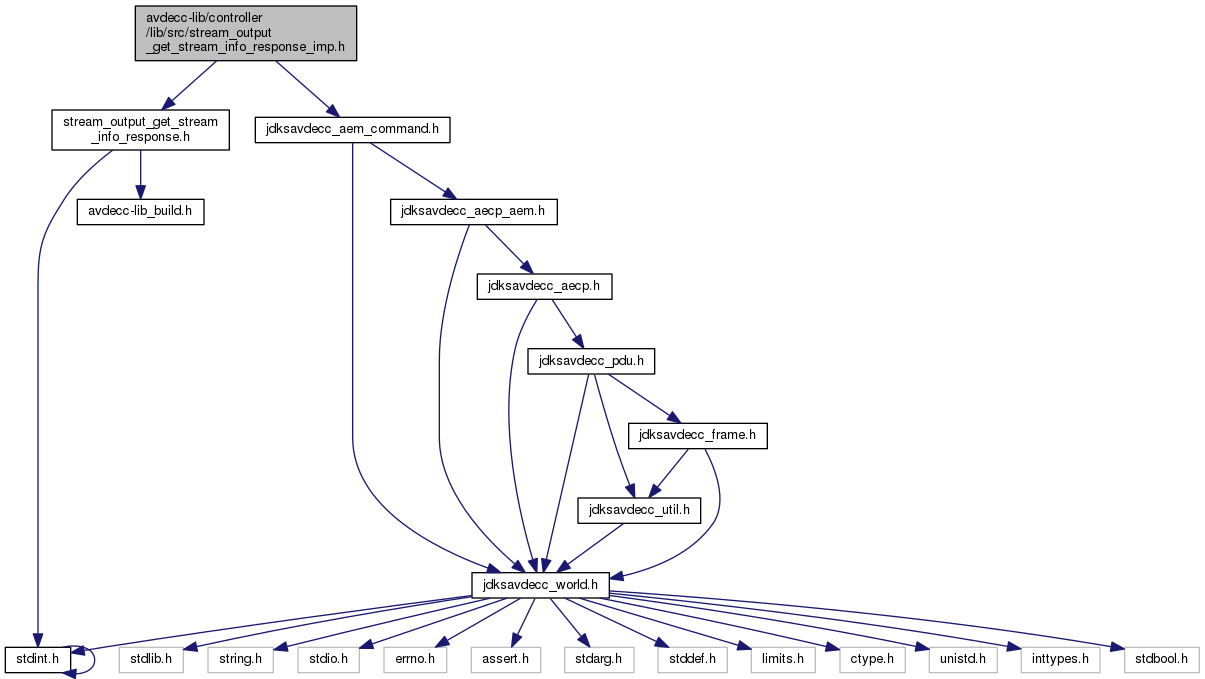 avdecc-lib/controller
/lib/src/stream_output
_get_stream_info_response_imp.h
stream_output_get_stream
_info_response.h
jdksavdecc_aem_command.h
avdecc-lib_build.h
jdksavdecc_aecp_aem.h
jdksavdecc_aecp.h
jdksavdecc_pdu.h
jdksavdecc_frame.h
jdksavdecc_util.h
jdksavdecc_world.h
stdint.h
stdlib.h
string.h
stdio.h
errno.h
assert.h
stdarg.h
stddef.h
limits.h
ctype.h
unistd.h
inttypes.h
stdbool.h